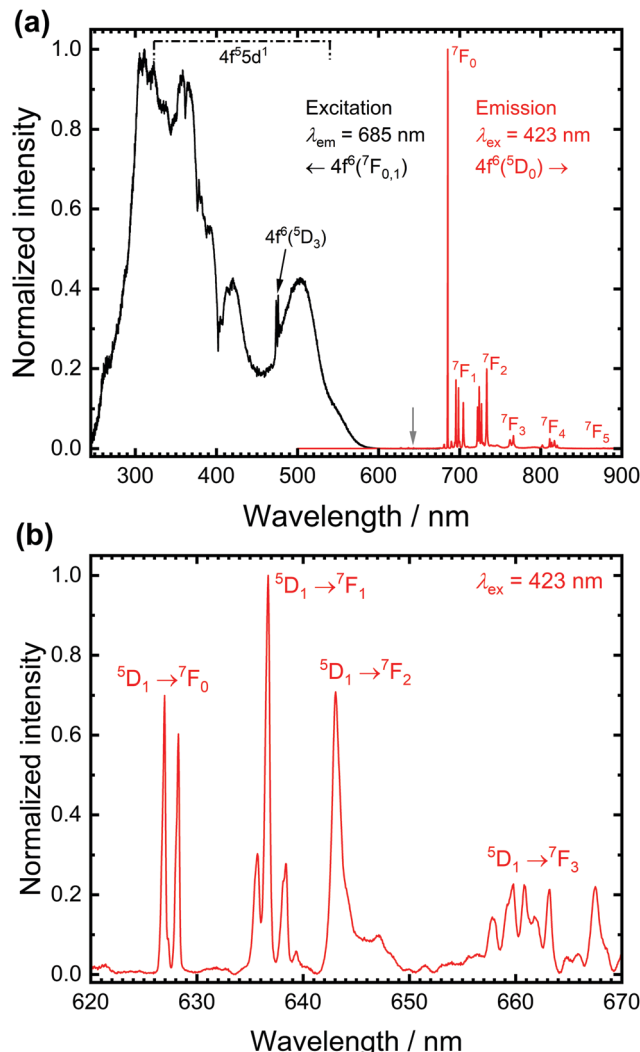 (a)
Normalized intensity
1.0
0.8
0.6
0.4
0.2
0.0
4f⁵5d¹
Excitation
λem = 685 nm
← 4f⁶(⁷F₀,₁)
4f⁶(⁵D₃)
Emission
λex = 423 nm
4f⁶(⁵D₀) →
⁷F₀
⁷F₁
⁷F₂
⁷F₃
⁷F₄
⁷F₅
300 400 500 600 700 800 900
Wavelength / nm
(b)
Normalized intensity
1.0
0.8
0.6
0.4
0.2
0.0
⁵D₁→⁷F₀
⁵D₁→⁷F₁
⁵D₁→⁷F₂
⁵D₁→⁷F₃
λex = 423 nm
620 630 640 650 660 670
Wavelength / nm